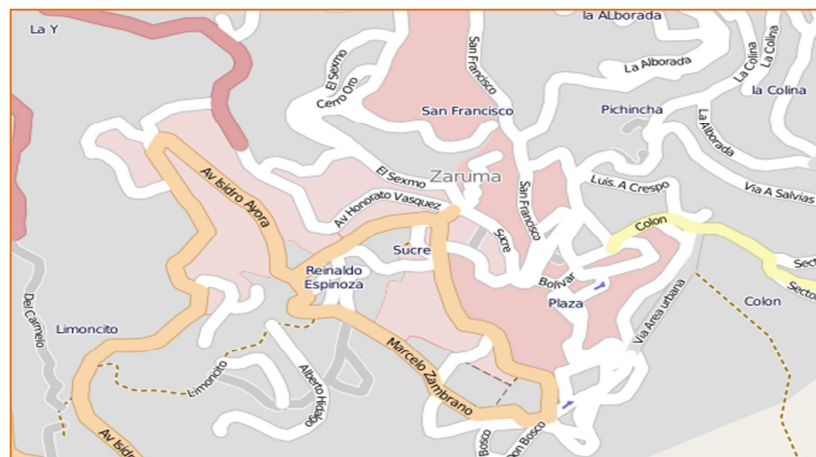 la ALborada
La Y
San Francisco
La Colina
La Colina
El Sexmo
Cerro Oro
La Alborada
la Colina
San Francisco
Pichincha
La Alborada
El Sexmo
Zaruma
Luis. A Crespo
Via A Salvias
Av Isidro Ayora
Av Honorato Vasquez
San Francisco
Colon
Sucre
Sucre
Reinaldo
Espinoza
Bolivar
Plaza
Colon
Via Area urbana
Del Carmelo
Limoncito
Marcelo Zambrano
Limoncito
Alberto Hidalgo
Av Isidro
Bosco
Don Bosco